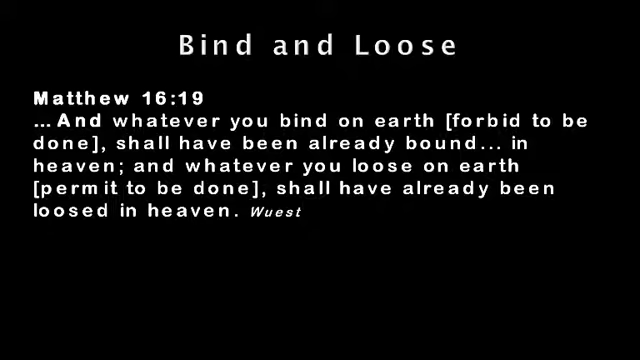 Bind and Loose
Matthew 16:19
... And whatever you bind on earth [forbid to be
done], shall have been already bound... in
heaven; and whatever you loose on earth
[permit to be done], shall have already been
loosed in heaven. Wuest